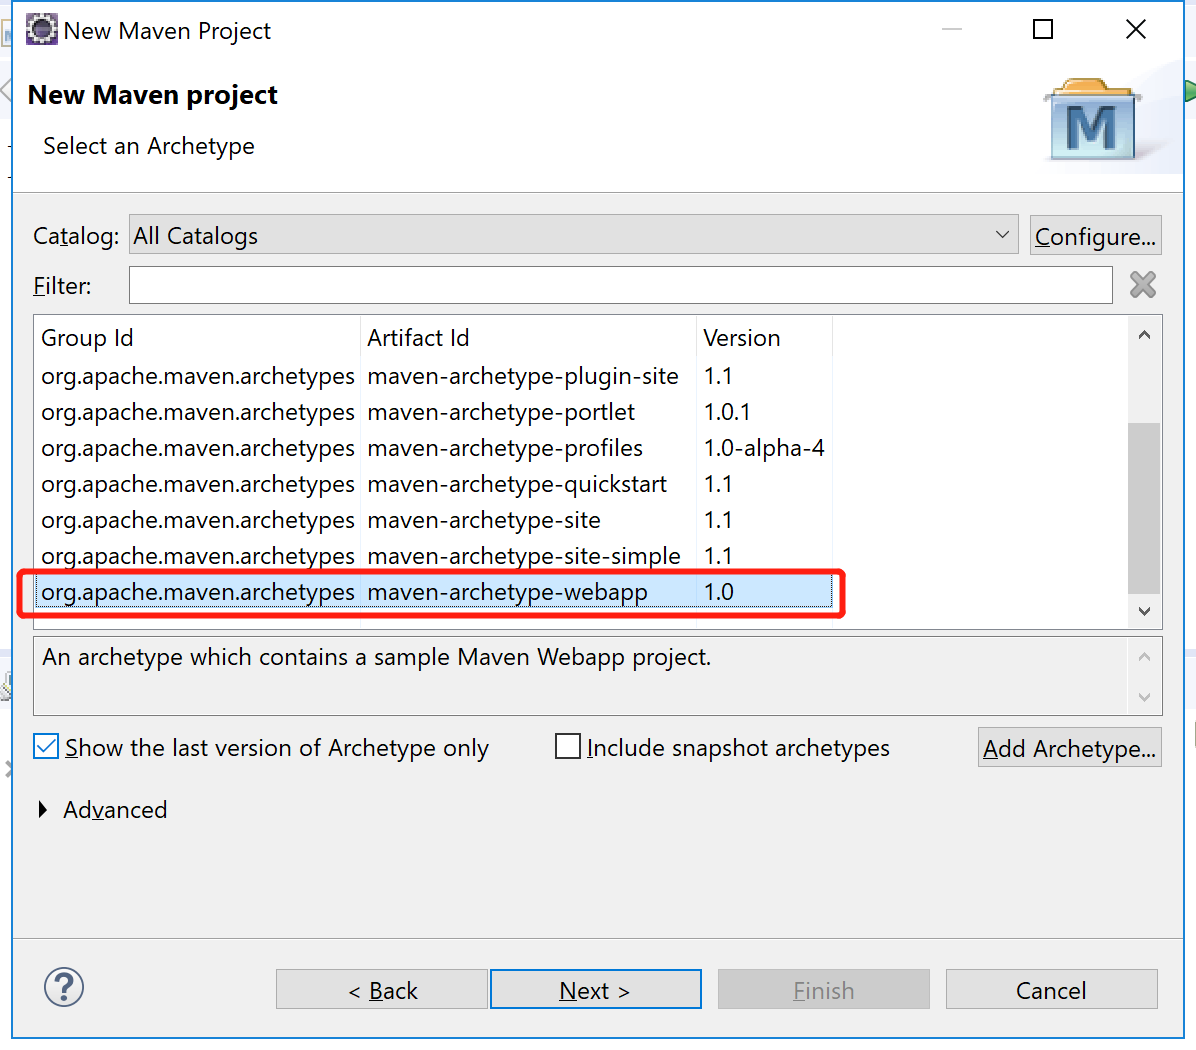 New Maven Project
New Maven project
Select an Archetype
M
Catalog: All Catalogs Configure...
Filter:
Group Id Artifact Id Version
org.apache.maven.archetypes maven-archetype-plugin-site 1.1
org.apache.maven.archetypes maven-archetype-portlet 1.0.1
org.apache.maven.archetypes maven-archetype-profiles 1.0-alpha-4
org.apache.maven.archetypes maven-archetype-quickstart 1.1
org.apache.maven.archetypes maven-archetype-site 1.1
org.apache.maven.archetypes maven-archetype-site-simple 1.1
org.apache.maven.archetypes maven-archetype-webapp 1.0
An archetype which contains a sample Maven Webapp project.
Show the last version of Archetype only Include snapshot archetypes Add Archetype...
Advanced
? < Back Next > Finish Cancel